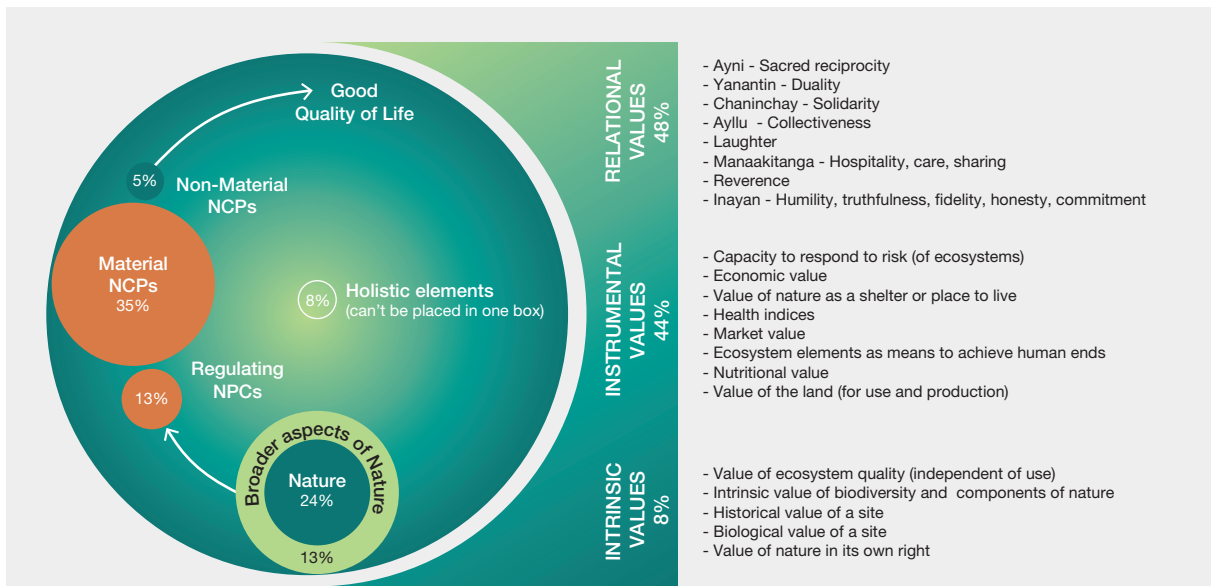 Good
Quality of Life
5%
Non-Material
NCPs
Material
NCPs
35%
8%
Holistic elements
(can't be placed in one box)
Regulating
NPCs
13%
Broader aspects of Nature
Nature
24%
13%
RELATIONAL
VALUES
48%
- Ayni - Sacred reciprocity
- Yanantin - Duality
- Chaninchay - Solidarity
- Ayllu - Collectiveness
- Laughter
- Manaakitanga - Hospitality, care, sharing
- Reverence
- Inayan - Humility, truthfulness, fidelity, honesty, commitment
INSTRUMENTAL
VALUES
44%
- Capacity to respond to risk (of ecosystems)
- Economic value
- Value of nature as a shelter or place to live
- Health indices
- Market value
- Ecosystem elements as means to achieve human ends
- Nutritional value
- Value of the land (for use and production)
INTRINSIC
VALUES
8%
- Value of ecosystem quality (independent of use)
- Intrinsic value of biodiversity and components of nature
- Historical value of a site
- Biological value of a site
- Value of nature in its own right